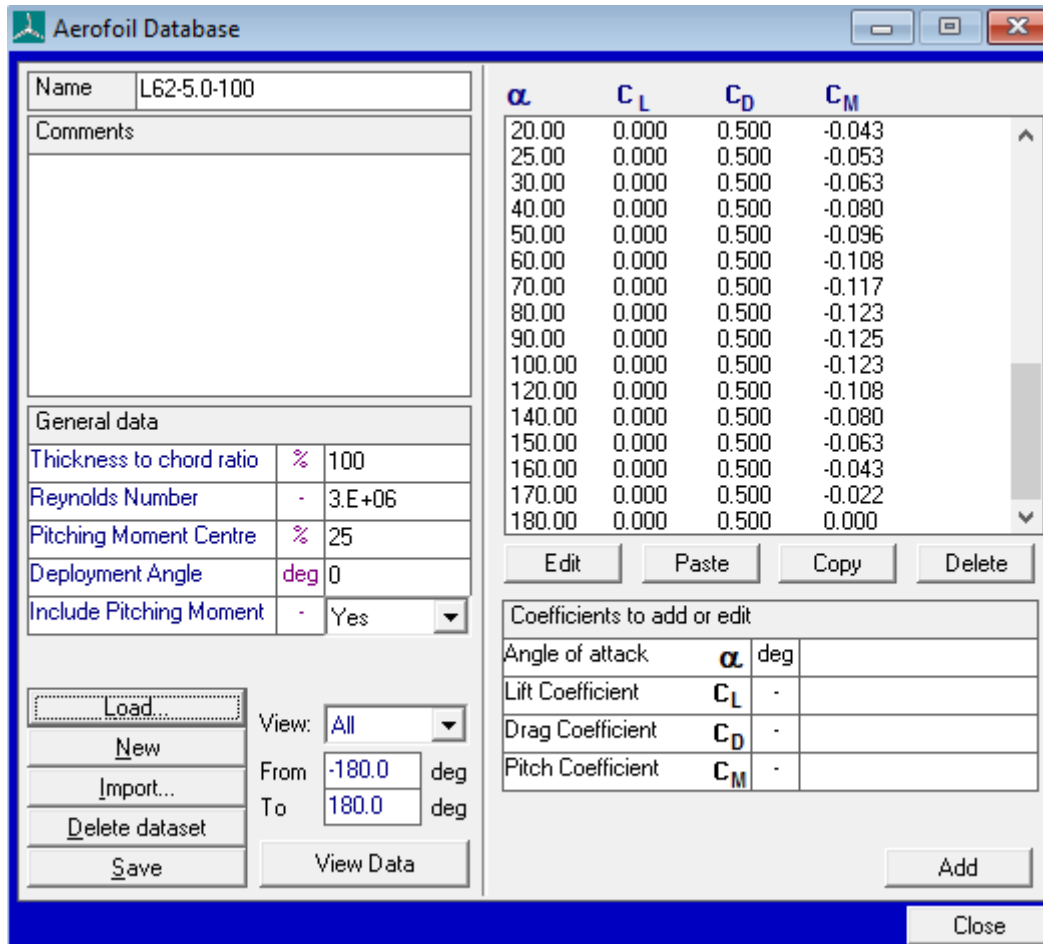 Aerofoil Database
Name L62-5.0-100
Comments
General data
Thickness to chord ratio % 100
Reynolds Number - 3.E+06
Pitching Moment Centre % 25
Deployment Angle deg 0
Include Pitching Moment - Yes
Load...
New
Import...
Delete dataset
Save
View: All
From -180.0 deg
To 180.0 deg
View Data
α CL CD CM
20.00 0.000 0.500 -0.043
25.00 0.000 0.500 -0.053
30.00 0.000 0.500 -0.063
40.00 0.000 0.500 -0.080
50.00 0.000 0.500 -0.096
60.00 0.000 0.500 -0.108
70.00 0.000 0.500 -0.117
80.00 0.000 0.500 -0.123
90.00 0.000 0.500 -0.125
100.00 0.000 0.500 -0.123
120.00 0.000 0.500 -0.108
140.00 0.000 0.500 -0.080
150.00 0.000 0.500 -0.063
160.00 0.000 0.500 -0.043
170.00 0.000 0.500 -0.022
180.00 0.000 0.500 0.000
Edit Paste Copy Delete
Coefficients to add or edit
Angle of attack α deg
Lift Coefficient CL -
Drag Coefficient CD -
Pitch Coefficient CM -
Add
Close